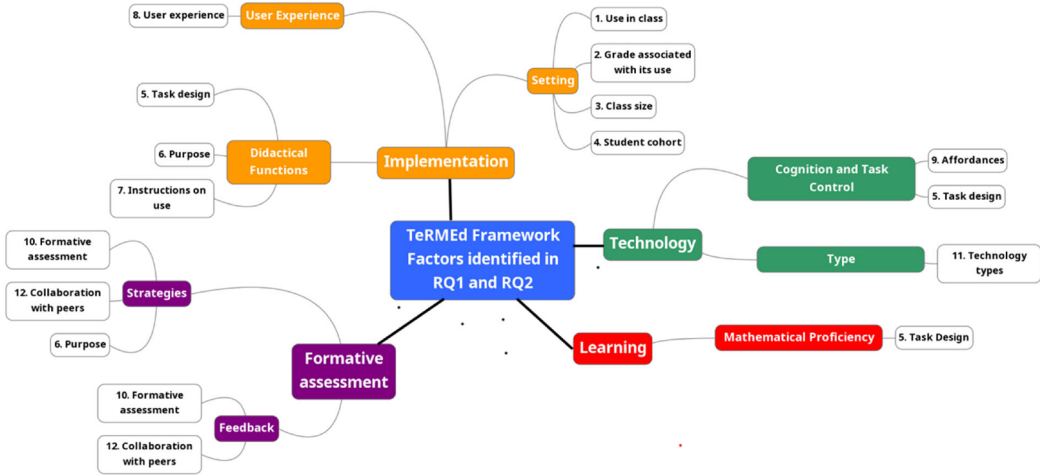 8. User experience
User Experience
1. Use in class
2. Grade associated
with its use
Setting
3. Class size
4. Student cohort
5. Task design
6. Purpose
Didactical
Functions
7. Instructions on
use
Implementation
Cognition and Task
Control
9. Affordances
5. Task design
TeRMEd Framework
Factors identified in
RQ1 and RQ2
Technology
Type
11. Technology
types
10. Formative
assessment
Strategies
12. Collaboration
with peers
6. Purpose
Learning
Mathematical Proficiency
5. Task Design
Formative
assessment
10. Formative
assessment
Feedback
12. Collaboration
with peers